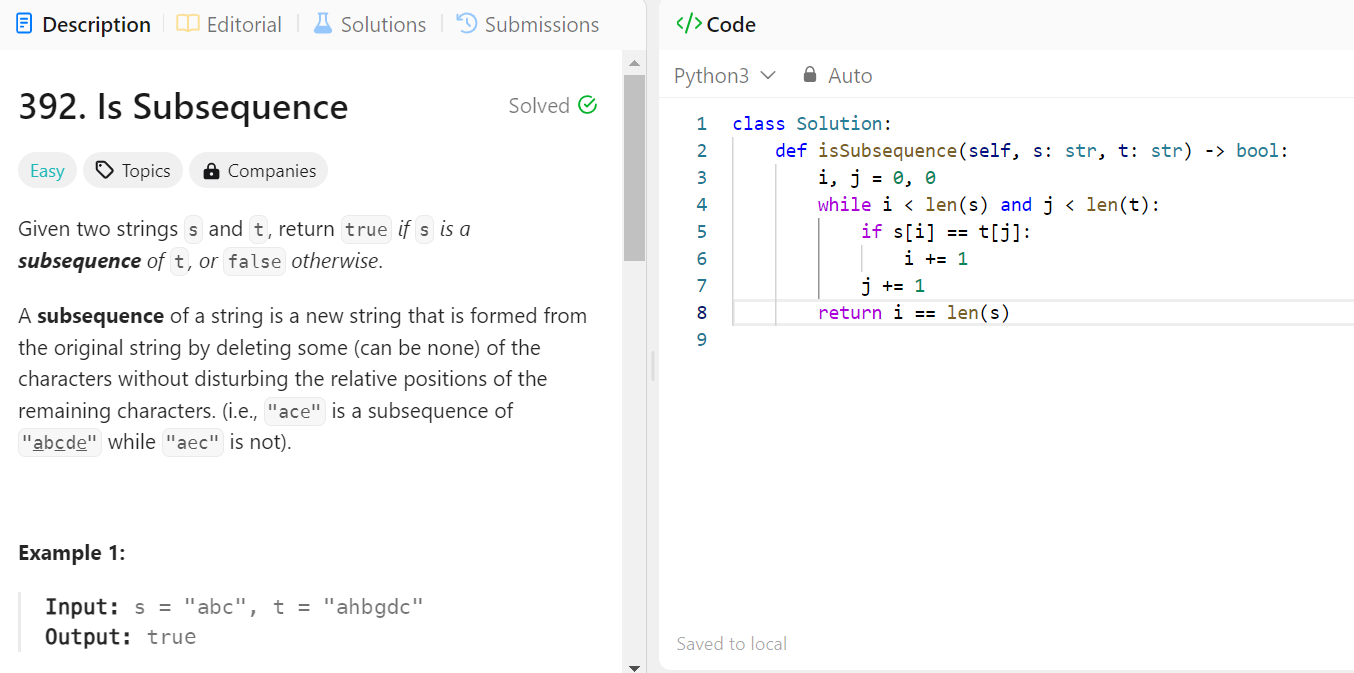 Description Editorial Solutions Submissions
392. Is Subsequence
Solved
Easy Topics Companies
Given two strings s and t, return true if s is a
subsequence of t, or false otherwise.
A subsequence of a string is a new string that is formed from
the original string by deleting some (can be none) of the
characters without disturbing the relative positions of the
remaining characters. (i.e., "ace" is a subsequence of
"abcde" while "aec" is not).
Example 1:
Input: s = "abc", t = "ahbgdc"
Output: true
</> Code
Python3 Auto
1 class Solution:
2 def isSubsequence(self, s: str, t: str) -> bool:
3 i, j = 0, 0
4 while i < len(s) and j < len(t):
5 if s[i] == t[j]:
6 i += 1
7 j += 1
8 return i == len(s)
9
Saved to local